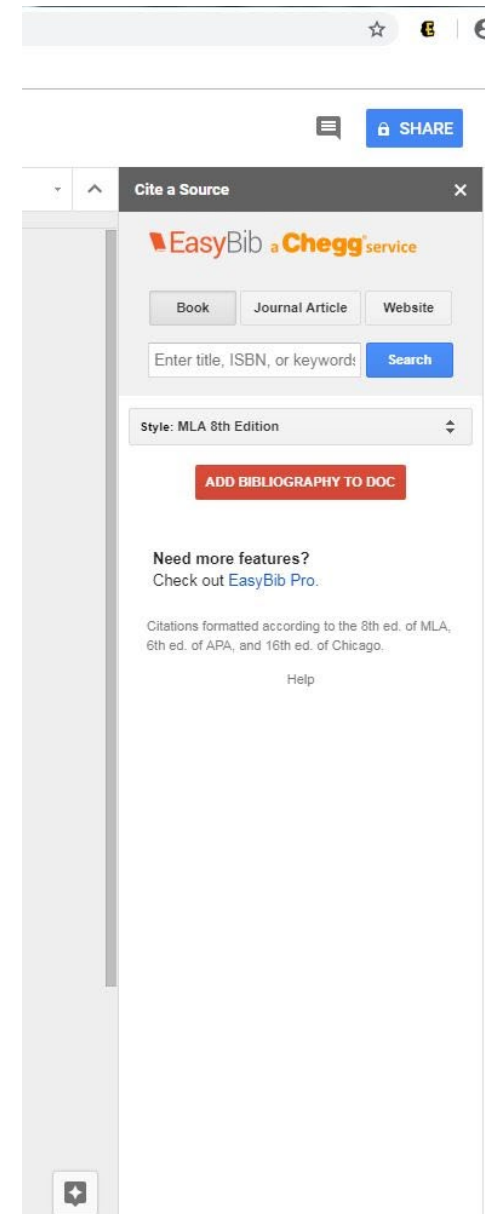 SHARE
Cite a Source
EasyBib a Chegg service
Book Journal Article Website
Enter title, ISBN, or keywords Search
Style: MLA 8th Edition
ADD BIBLIOGRAPHY TO DOC
Need more features?
Check out EasyBib Pro.
Citations formatted according to the 8th ed. of MLA,
6th ed. of APA, and 16th ed. of Chicago.
Help